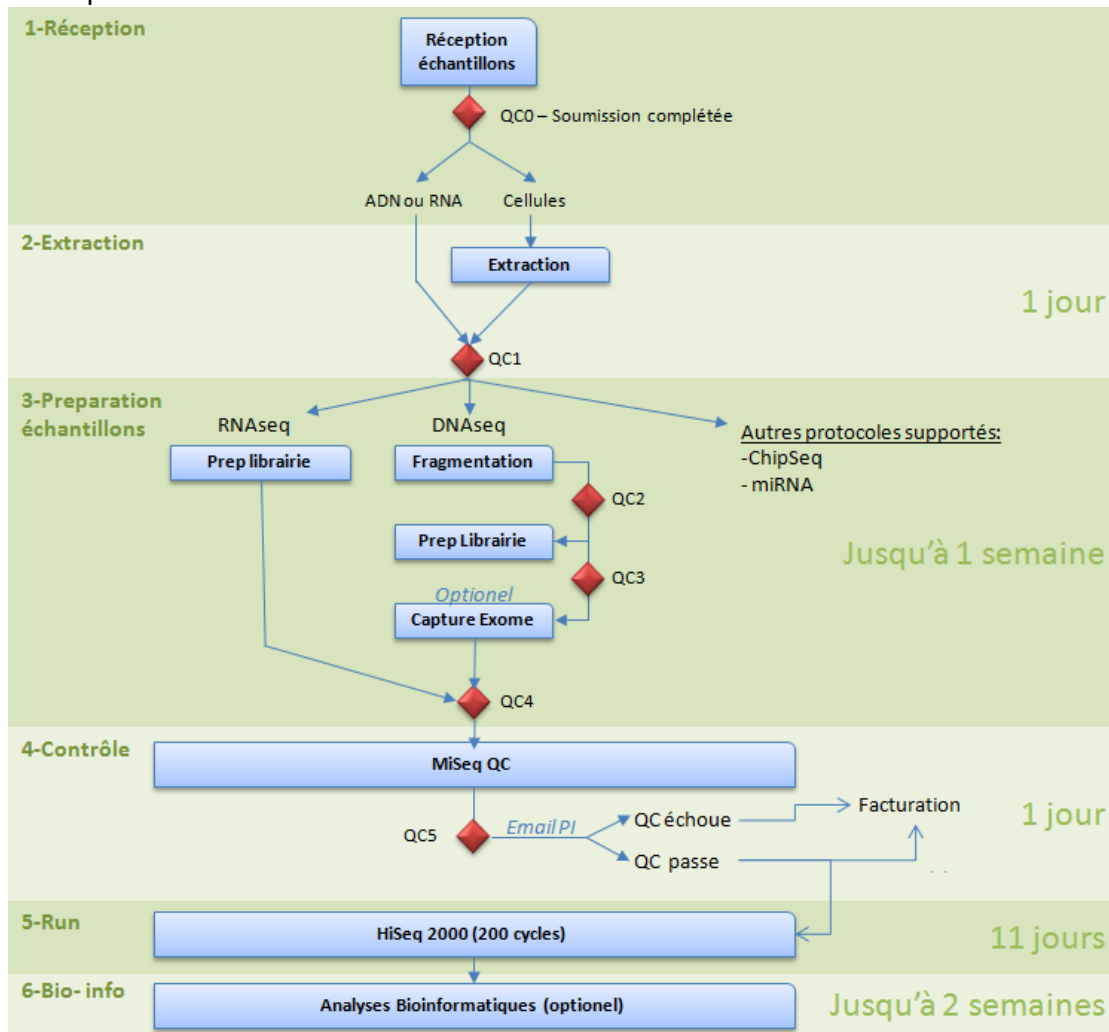 1-Réception
Réception
échantillons
QC0 – Soumission complétée
ADN ou RNA
Cellules
2-Extraction
Extraction
1 jour
QC1
3-Preparation
échantillons
RNAseq
DNAseq
Autres protocoles supportés:
-ChipSeq
- miRNA
Prep librairie
Fragmentation
QC2
Prep Librairie
Jusqu'à 1 semaine
QC3
Optionel
Capture Exome
QC4
4-Contrôle
MiSeq QC
QC5
Email PI
QC échoue
Facturation
1 jour
QC passe
5-Run
HiSeq 2000 (200 cycles)
11 jours
6-Bio- info
Analyses Bioinformatiques (optionel)
Jusqu'à 2 semaines